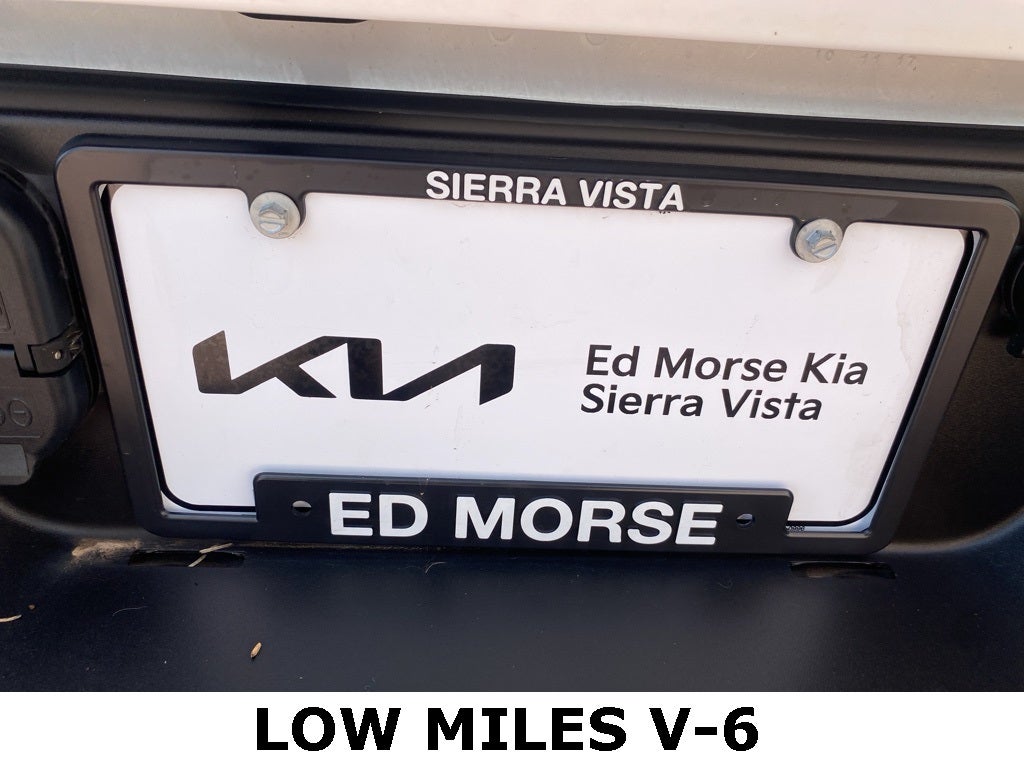 SIERRA VISTA
KIA
Ed Morse Kia
Sierra Vista
ED MORSE
LOW MILES V-6